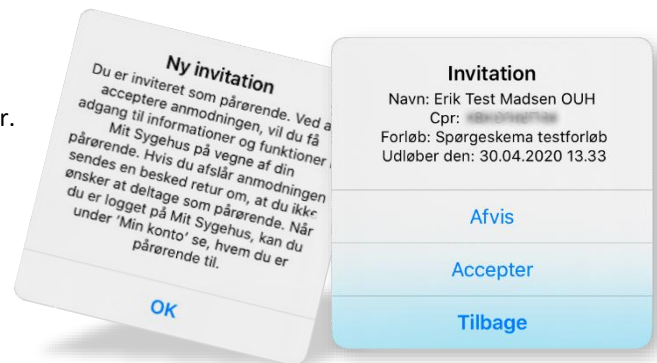 r.
Ny invitation
Du er inviteret som pårørende. Ved a
acceptere anmodningen, vil du få
adgang til informationer og funktioner i
Mit Sygehus på vegne af din
pårørende. Hvis du afslår anmodningen
sendes en besked retur om, at du ikke
ønsker at deltage som pårørende. Når
du er logget på Mit Sygehus, kan du
under ‘Min konto’ se, hvem du er
pårørende til.
OK
Invitation
Navn: Erik Test Madsen OUH
Cpr:
Forløb: Spørgeskema testforløb
Udløber den: 30.04.2020 13.33
Afvis
Accepter
Tilbage